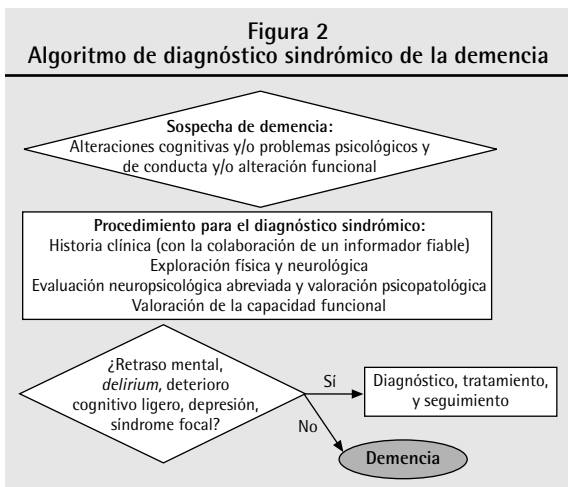 Figura 2
Algoritmo de diagnóstico sindrómico de la demencia
Sospecha de demencia:
Alteraciones cognitivas y/o problemas psicológicos y
de conducta y/o alteración funcional
Procedimiento para el diagnóstico sindrómico:
Historia clínica (con la colaboración de un informador fiable)
Exploración física y neurológica
Evaluación neuropsicológica abreviada y valoración psicopatológica
Valoración de la capacidad funcional
¿Retraso mental,
delirium, deterioro
cognitivo ligero, depresión,
síndrome focal?
Sí
Diagnóstico, tratamiento,
y seguimiento
No
Demencia